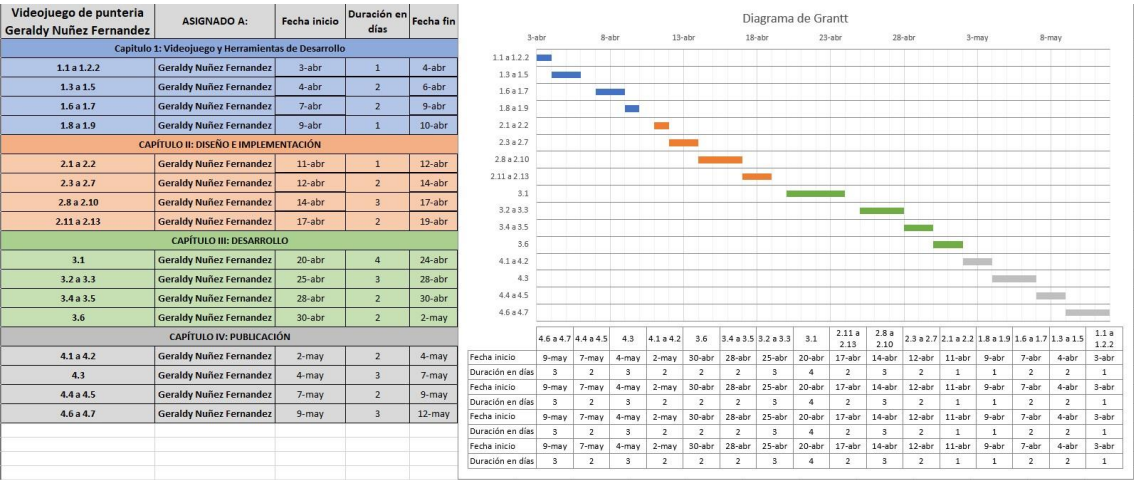 Videojuego de punteria
Geraldy Nuñez Fernandez
ASIGNADO A:
Fecha inicio
Duración en días
Fecha fin
Capitulo 1: Videojuego y Herramientas de Desarrollo
1.1 a 1.2.2 Geraldy Nuñez Fernandez 3-abr 1 4-abr
1.3 a 1.5 Geraldy Nuñez Fernandez 4-abr 2 6-abr
1.6 a 1.7 Geraldy Nuñez Fernandez 7-abr 2 9-abr
1.8 a 1.9 Geraldy Nuñez Fernandez 9-abr 1 10-abr
CAPÍTULO II: DISEÑO E IMPLEMENTACIÓN
2.1 a 2.2 Geraldy Nuñez Fernandez 11-abr 1 12-abr
2.3 a 2.7 Geraldy Nuñez Fernandez 12-abr 2 14-abr
2.8 a 2.10 Geraldy Nuñez Fernandez 14-abr 3 17-abr
2.11 a 2.13 Geraldy Nuñez Fernandez 17-abr 2 19-abr
CAPÍTULO III: DESARROLLO
3.1 Geraldy Nuñez Fernandez 20-abr 4 24-abr
3.2 a 3.3 Geraldy Nuñez Fernandez 25-abr 3 28-abr
3.4 a 3.5 Geraldy Nuñez Fernandez 28-abr 2 30-abr
3.6 Geraldy Nuñez Fernandez 30-abr 2 2-may
CAPÍTULO IV: PUBLICACIÓN
4.1 a 4.2 Geraldy Nuñez Fernandez 2-may 2 4-may
4.3 Geraldy Nuñez Fernandez 4-may 3 7-may
4.4 a 4.5 Geraldy Nuñez Fernandez 7-may 2 9-may
4.6 a 4.7 Geraldy Nuñez Fernandez 9-may 3 12-may
Diagrama de Grantt
3-abr 8-abr 13-abr 18-abr 23-abr 28-abr 3-may 8-may
1.1 a 1.2.2
1.3 a 1.5
1.6 a 1.7
1.8 a 1.9
2.1 a 2.2
2.3 a 2.7
2.8 a 2.10
2.11 a 2.13
3.1
3.2 a 3.3
3.4 a 3.5
3.6
4.1 a 4.2
4.3
4.4 a 4.5
4.6 a 4.7
4.6 a 4.7 4.4 a 4.5 4.3 4.1 a 4.2 3.6 3.4 a 3.5 3.2 a 3.3 3.1 2.11 a 2.13 2.8 a 2.10 2.3 a 2.7 2.1 a 2.2 1.8 a 1.9 1.6 a 1.7 1.3 a 1.5 1.1 a 1.2.2
Fecha inicio 9-may 7-may 4-may 2-may 30-abr 28-abr 25-abr 20-abr 17-abr 14-abr 12-abr 11-abr 9-abr 7-abr 4-abr 3-abr
Duración en días 3 2 3 2 2 2 3 4 2 3 2 1 1 2 2 1
Fecha inicio 9-may 7-may 4-may 2-may 30-abr 28-abr 25-abr 20-abr 17-abr 14-abr 12-abr 11-abr 9-abr 7-abr 4-abr 3-abr
Duración en días 3 2 3 2 2 2 3 4 2 3 2 1 1 2 2 1
Fecha inicio 9-may 7-may 4-may 2-may 30-abr 28-abr 25-abr 20-abr 17-abr 14-abr 12-abr 11-abr 9-abr 7-abr 4-abr 3-abr
Duración en días 3 2 3 2 2 2 3 4 2 3 2 1 1 2 2 1
Fecha inicio 9-may 7-may 4-may 2-may 30-abr 28-abr 25-abr 20-abr 17-abr 14-abr 12-abr 11-abr 9-abr 7-abr 4-abr 3-abr
Duración en días 3 2 3 2 2 2 3 4 2 3 2 1 1 2 2 1